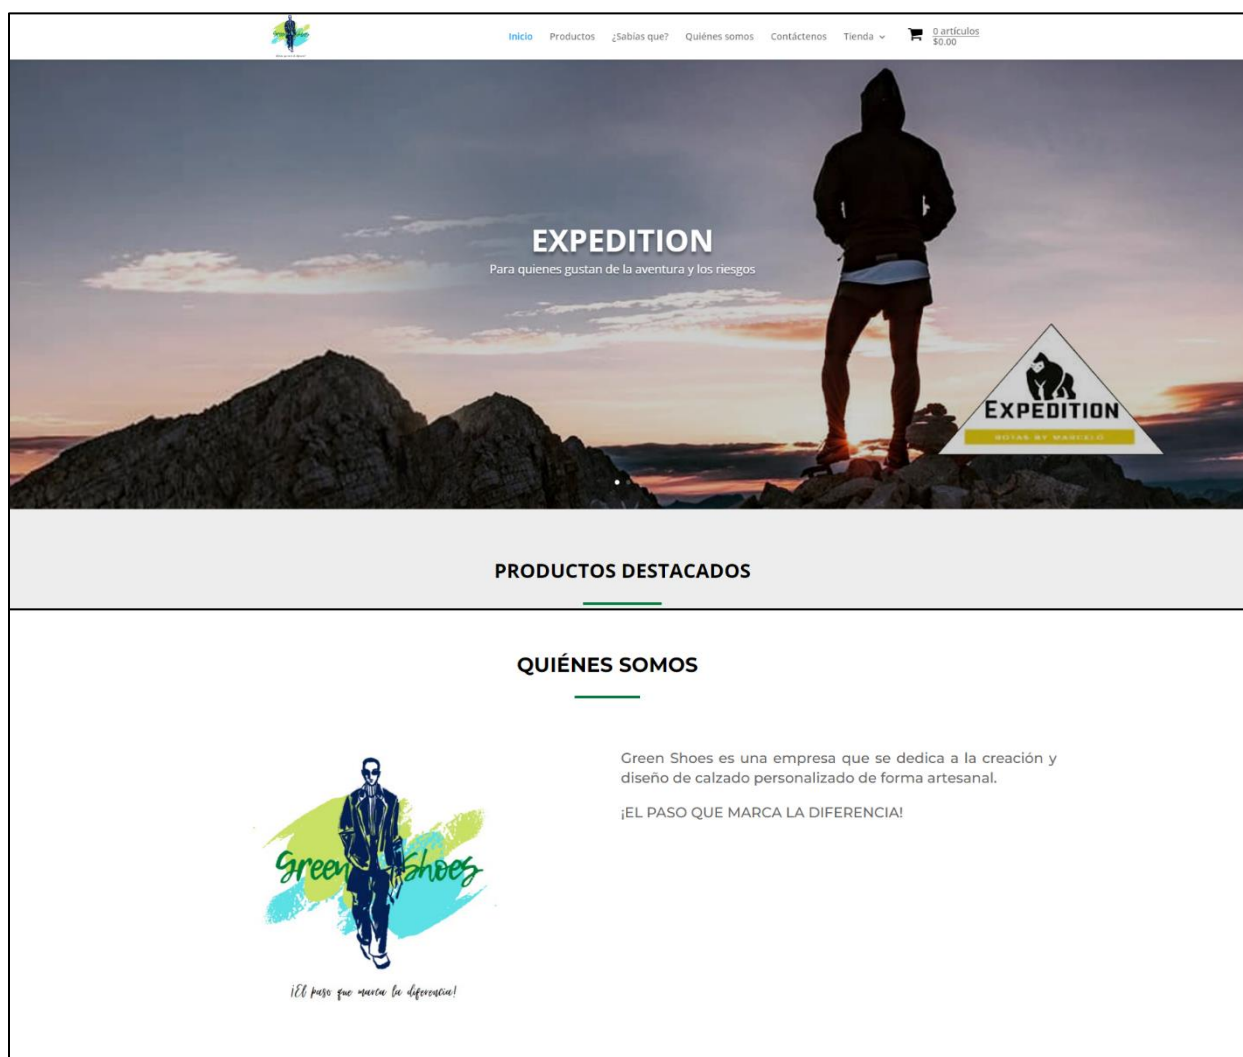 Inicio Productos ¿Sabías que? Quiénes somos Contáctenos Tienda 0 artículos
$0.00
EXPEDITION
Para quienes gustan de la aventura y los riesgos
EXPEDITION
BOTAS BY MARCELO
PRODUCTOS DESTACADOS
QUIÉNES SOMOS
Green Shoes es una empresa que se dedica a la creación y
diseño de calzado personalizado de forma artesanal.
¡EL PASO QUE MARCA LA DIFERENCIA!
Green Shoes
¡El paso que marca la diferencia!